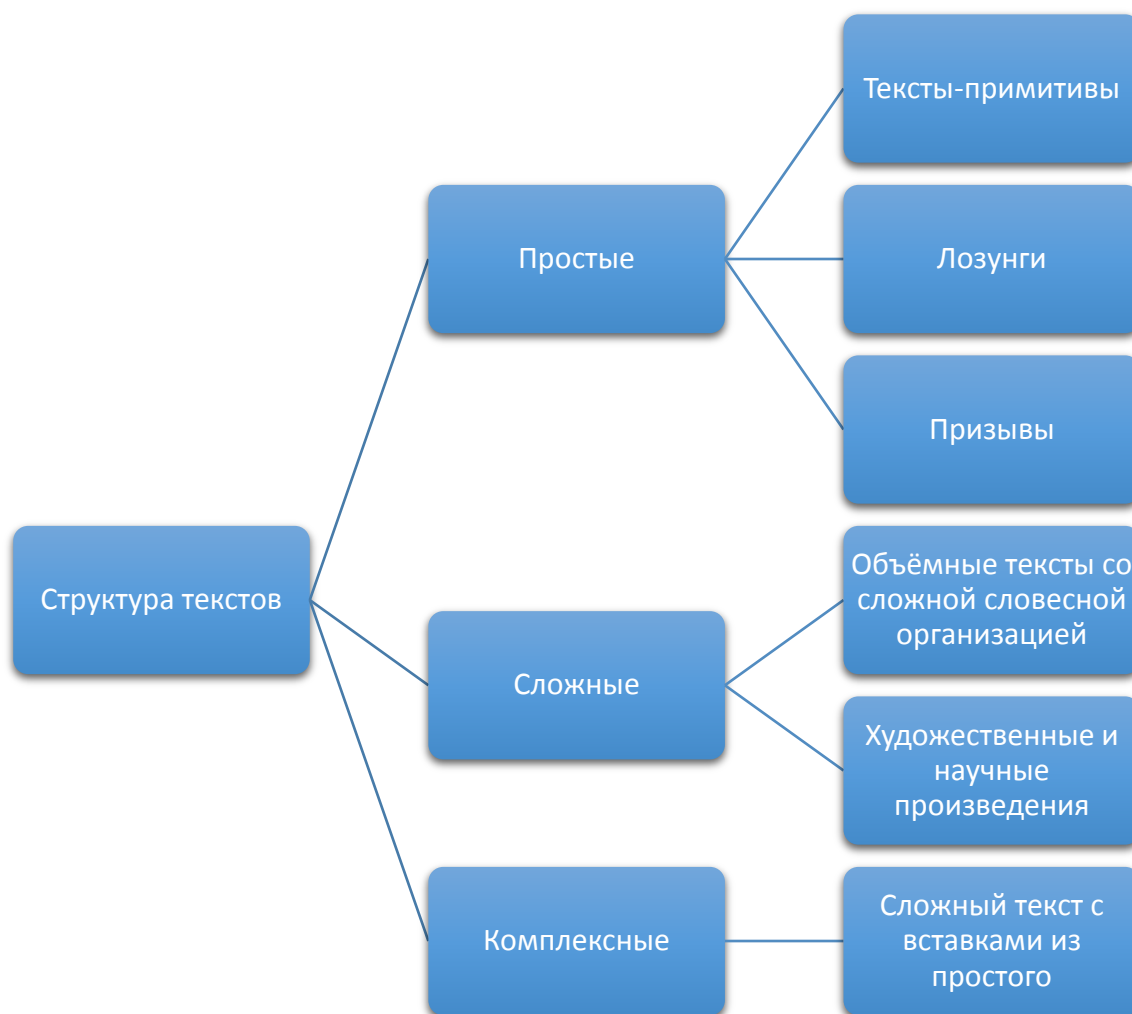 Структура текстов
Простые
Тексты-примитивы
Лозунги
Призывы
Сложные
Объёмные тексты со
сложной словесной
организацией
Художественные и
научные
произведения
Комплексные
Сложный текст с
вставками из
простого